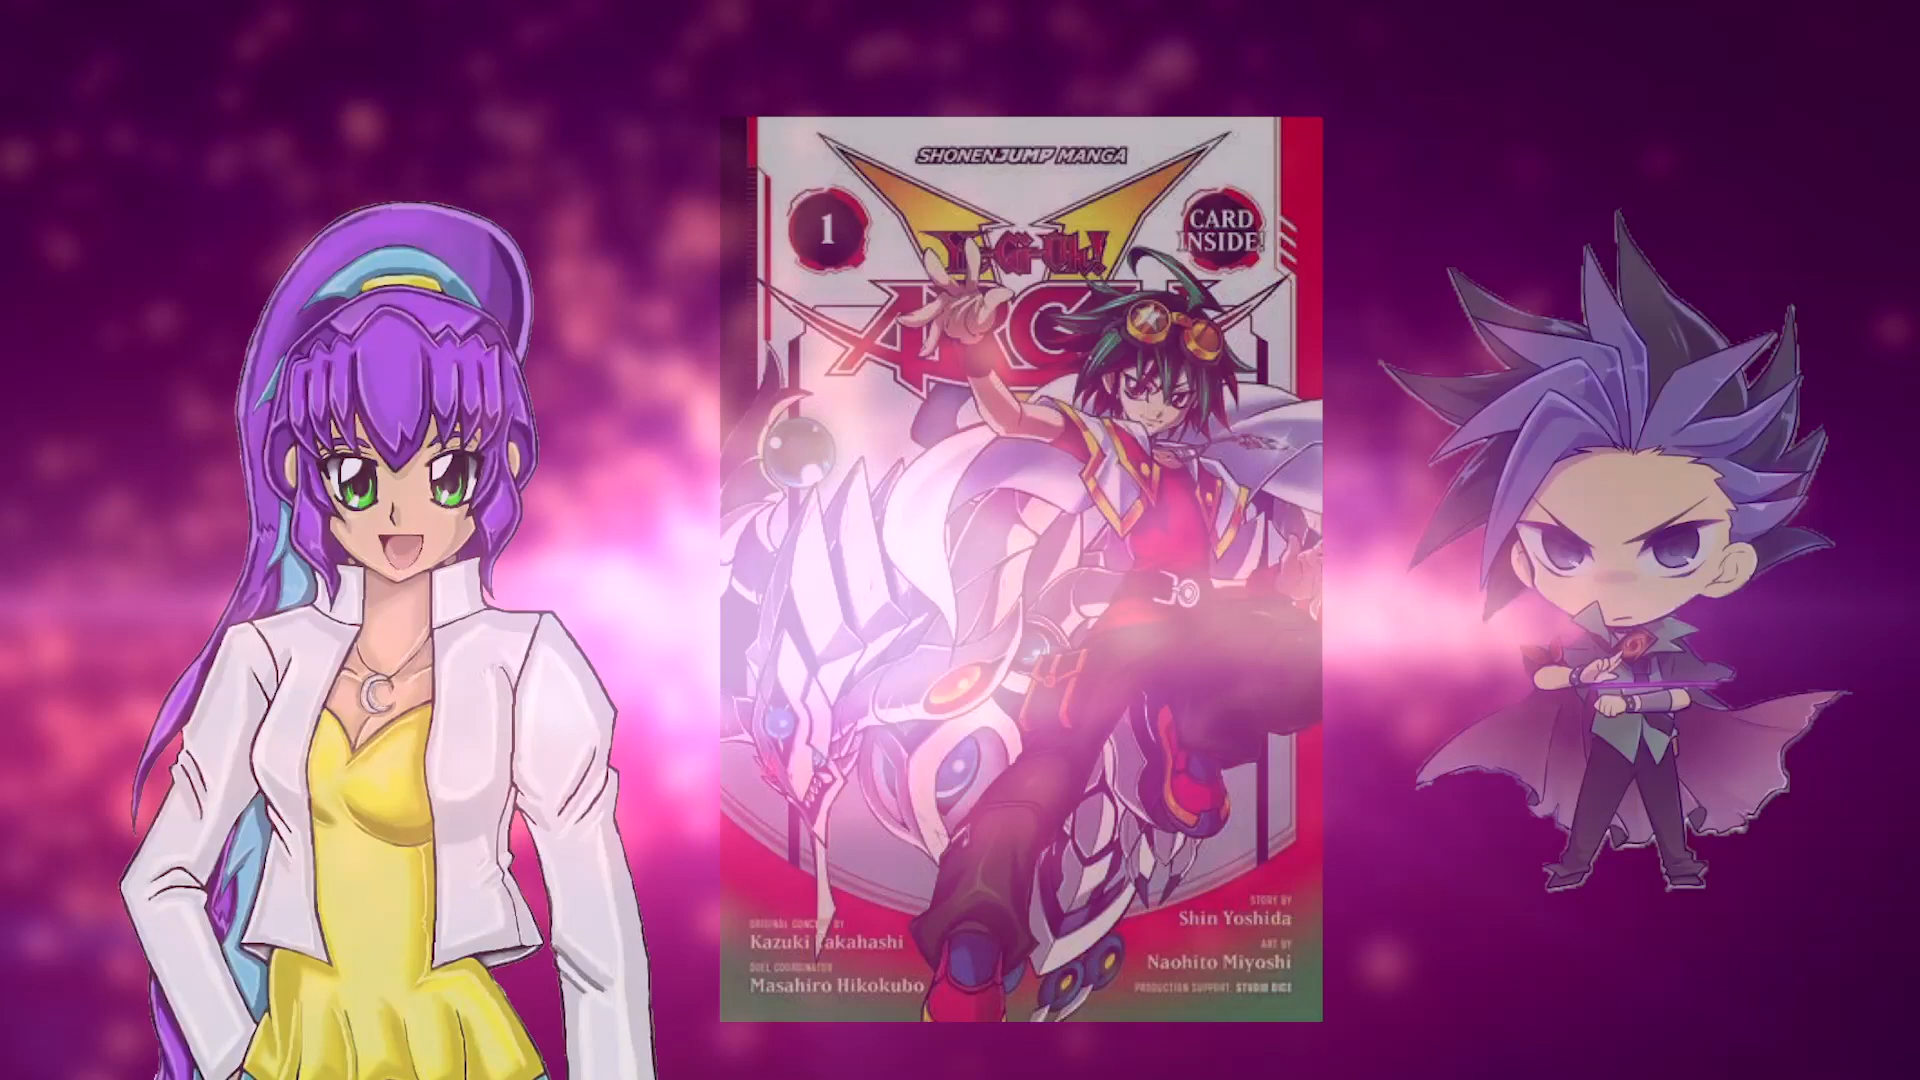 SHONENJUMP MANGA
1
CARD
INSIDE!
Yu-Gi-Oh!
ARC-V
ORIGINAL CONCEPT BY
Kazuki Takahashi
DUEL COORDINATOR
Masahiro Hikokubo
STORY BY
Shin Yoshida
ART BY
Naohito Miyoshi
PRODUCTION SUPPORT: STUDIO DICE